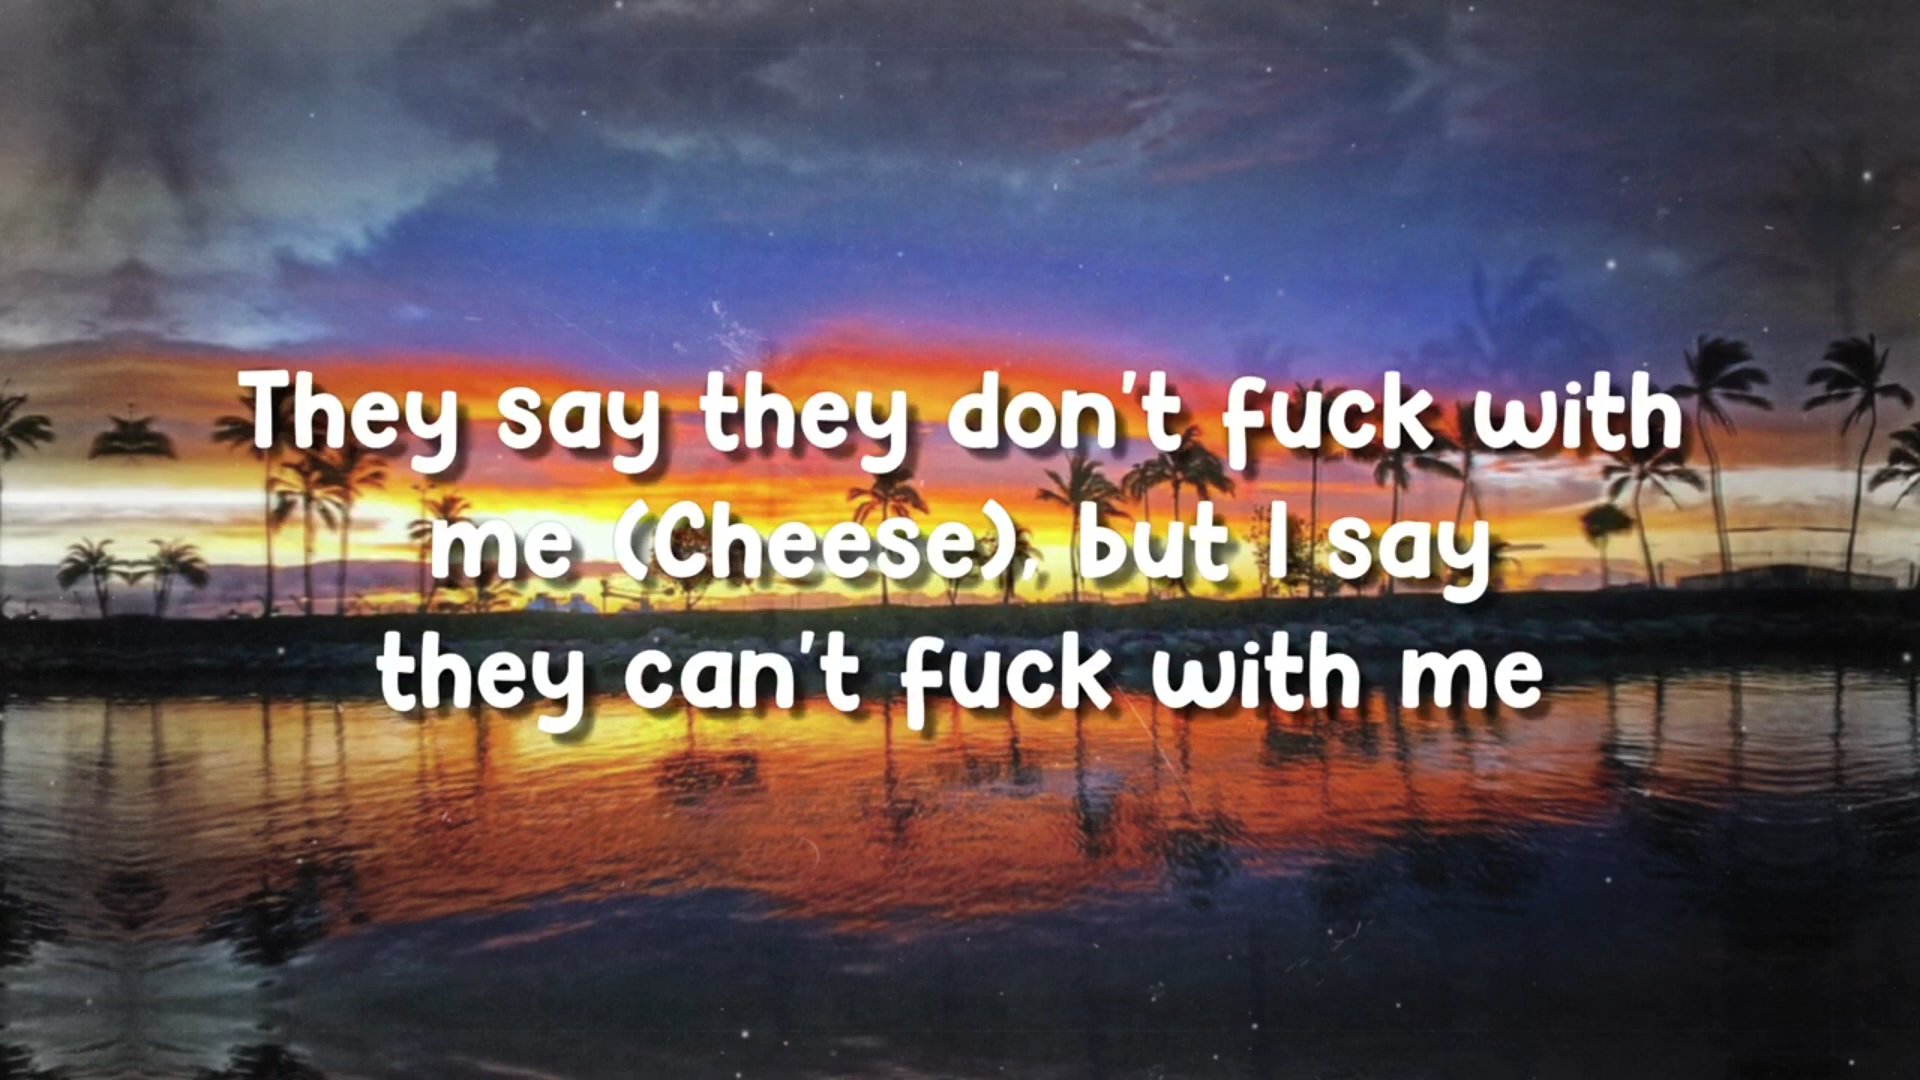 They say they don't fuck with
me (Cheese), but I say
they can't fuck with me